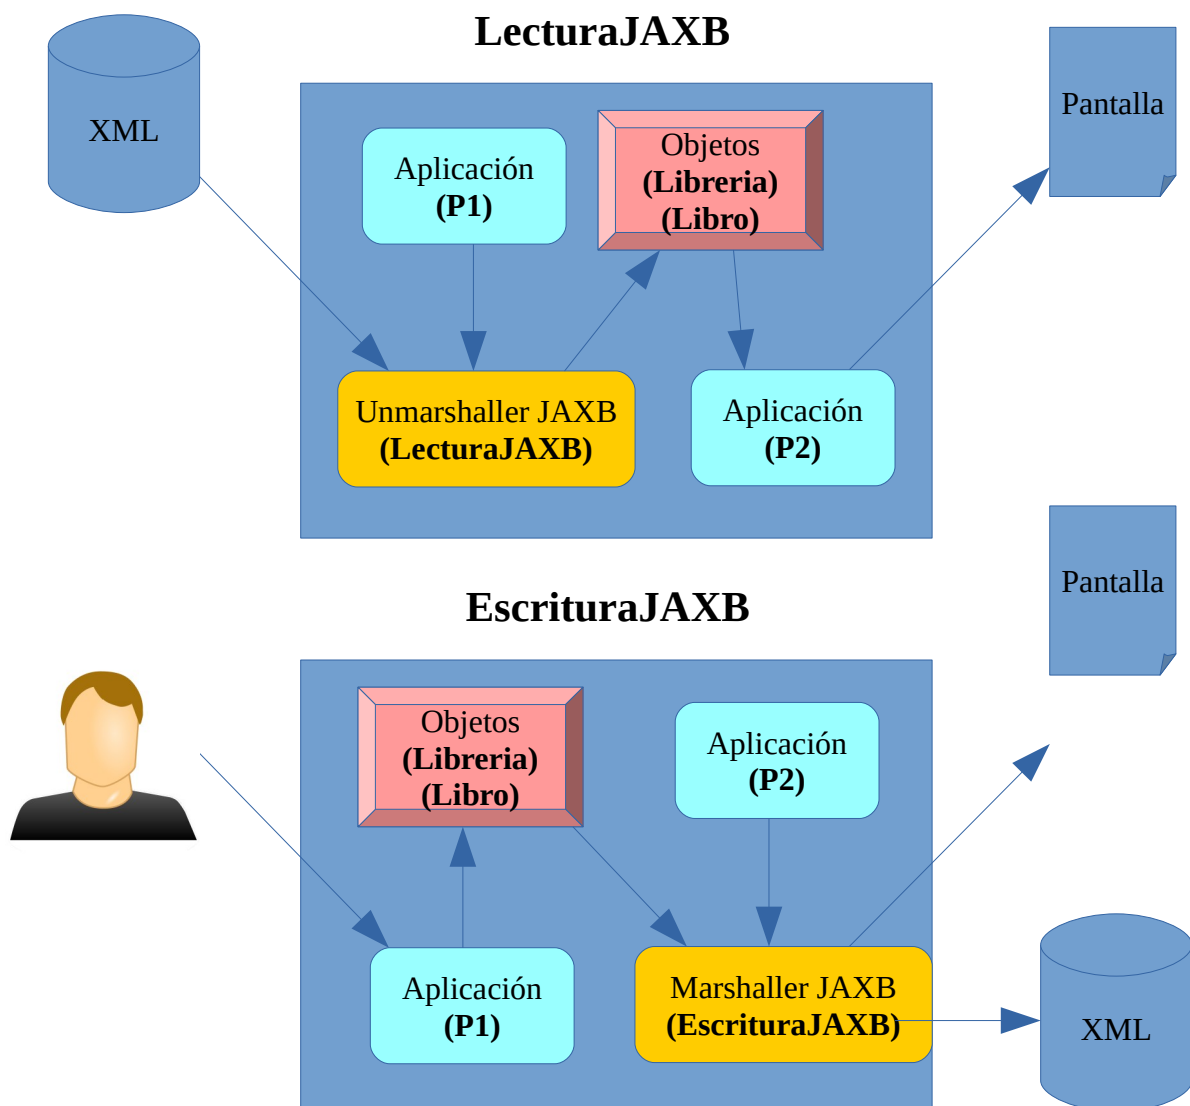 LecturaJAXB
XML
Aplicación
(P1)
Objetos
(Libreria)
(Libro)
Pantalla
Unmarshaller JAXB
(LecturaJAXB)
Aplicación
(P2)
EscrituraJAXB
Pantalla
Objetos
(Libreria)
(Libro)
Aplicación
(P2)
Aplicación
(P1)
Marshaller JAXB
(EscrituraJAXB)
XML